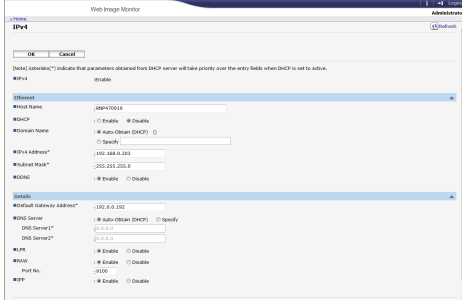 Web Image Monitor
Login
Administrator
Home
IPv4
Refresh
OK Cancel
[Note] Asterisks(*) indicate that parameters obtained from DHCP server will take priority over the entry fields when DHCP is set to Active.
IPv4 :Enable
Ethernet
Host Name :RNP470919
DHCP : Enable Disable
Domain Name : Auto-Obtain (DHCP) ()
Specify
IPv4 Address* :192.168.0.203
Subnet Mask* :255.255.255.0
DDNS : Enable Disable
Details
Default Gateway Address* :192.0.0.192
DNS Server : Auto-Obtain (DHCP) Specify
DNS Server1* :0.0.0.0
DNS Server2* :0.0.0.0
LPR : Enable Disable
RAW : Enable Disable
Port No. :9100
IPP : Enable Disable